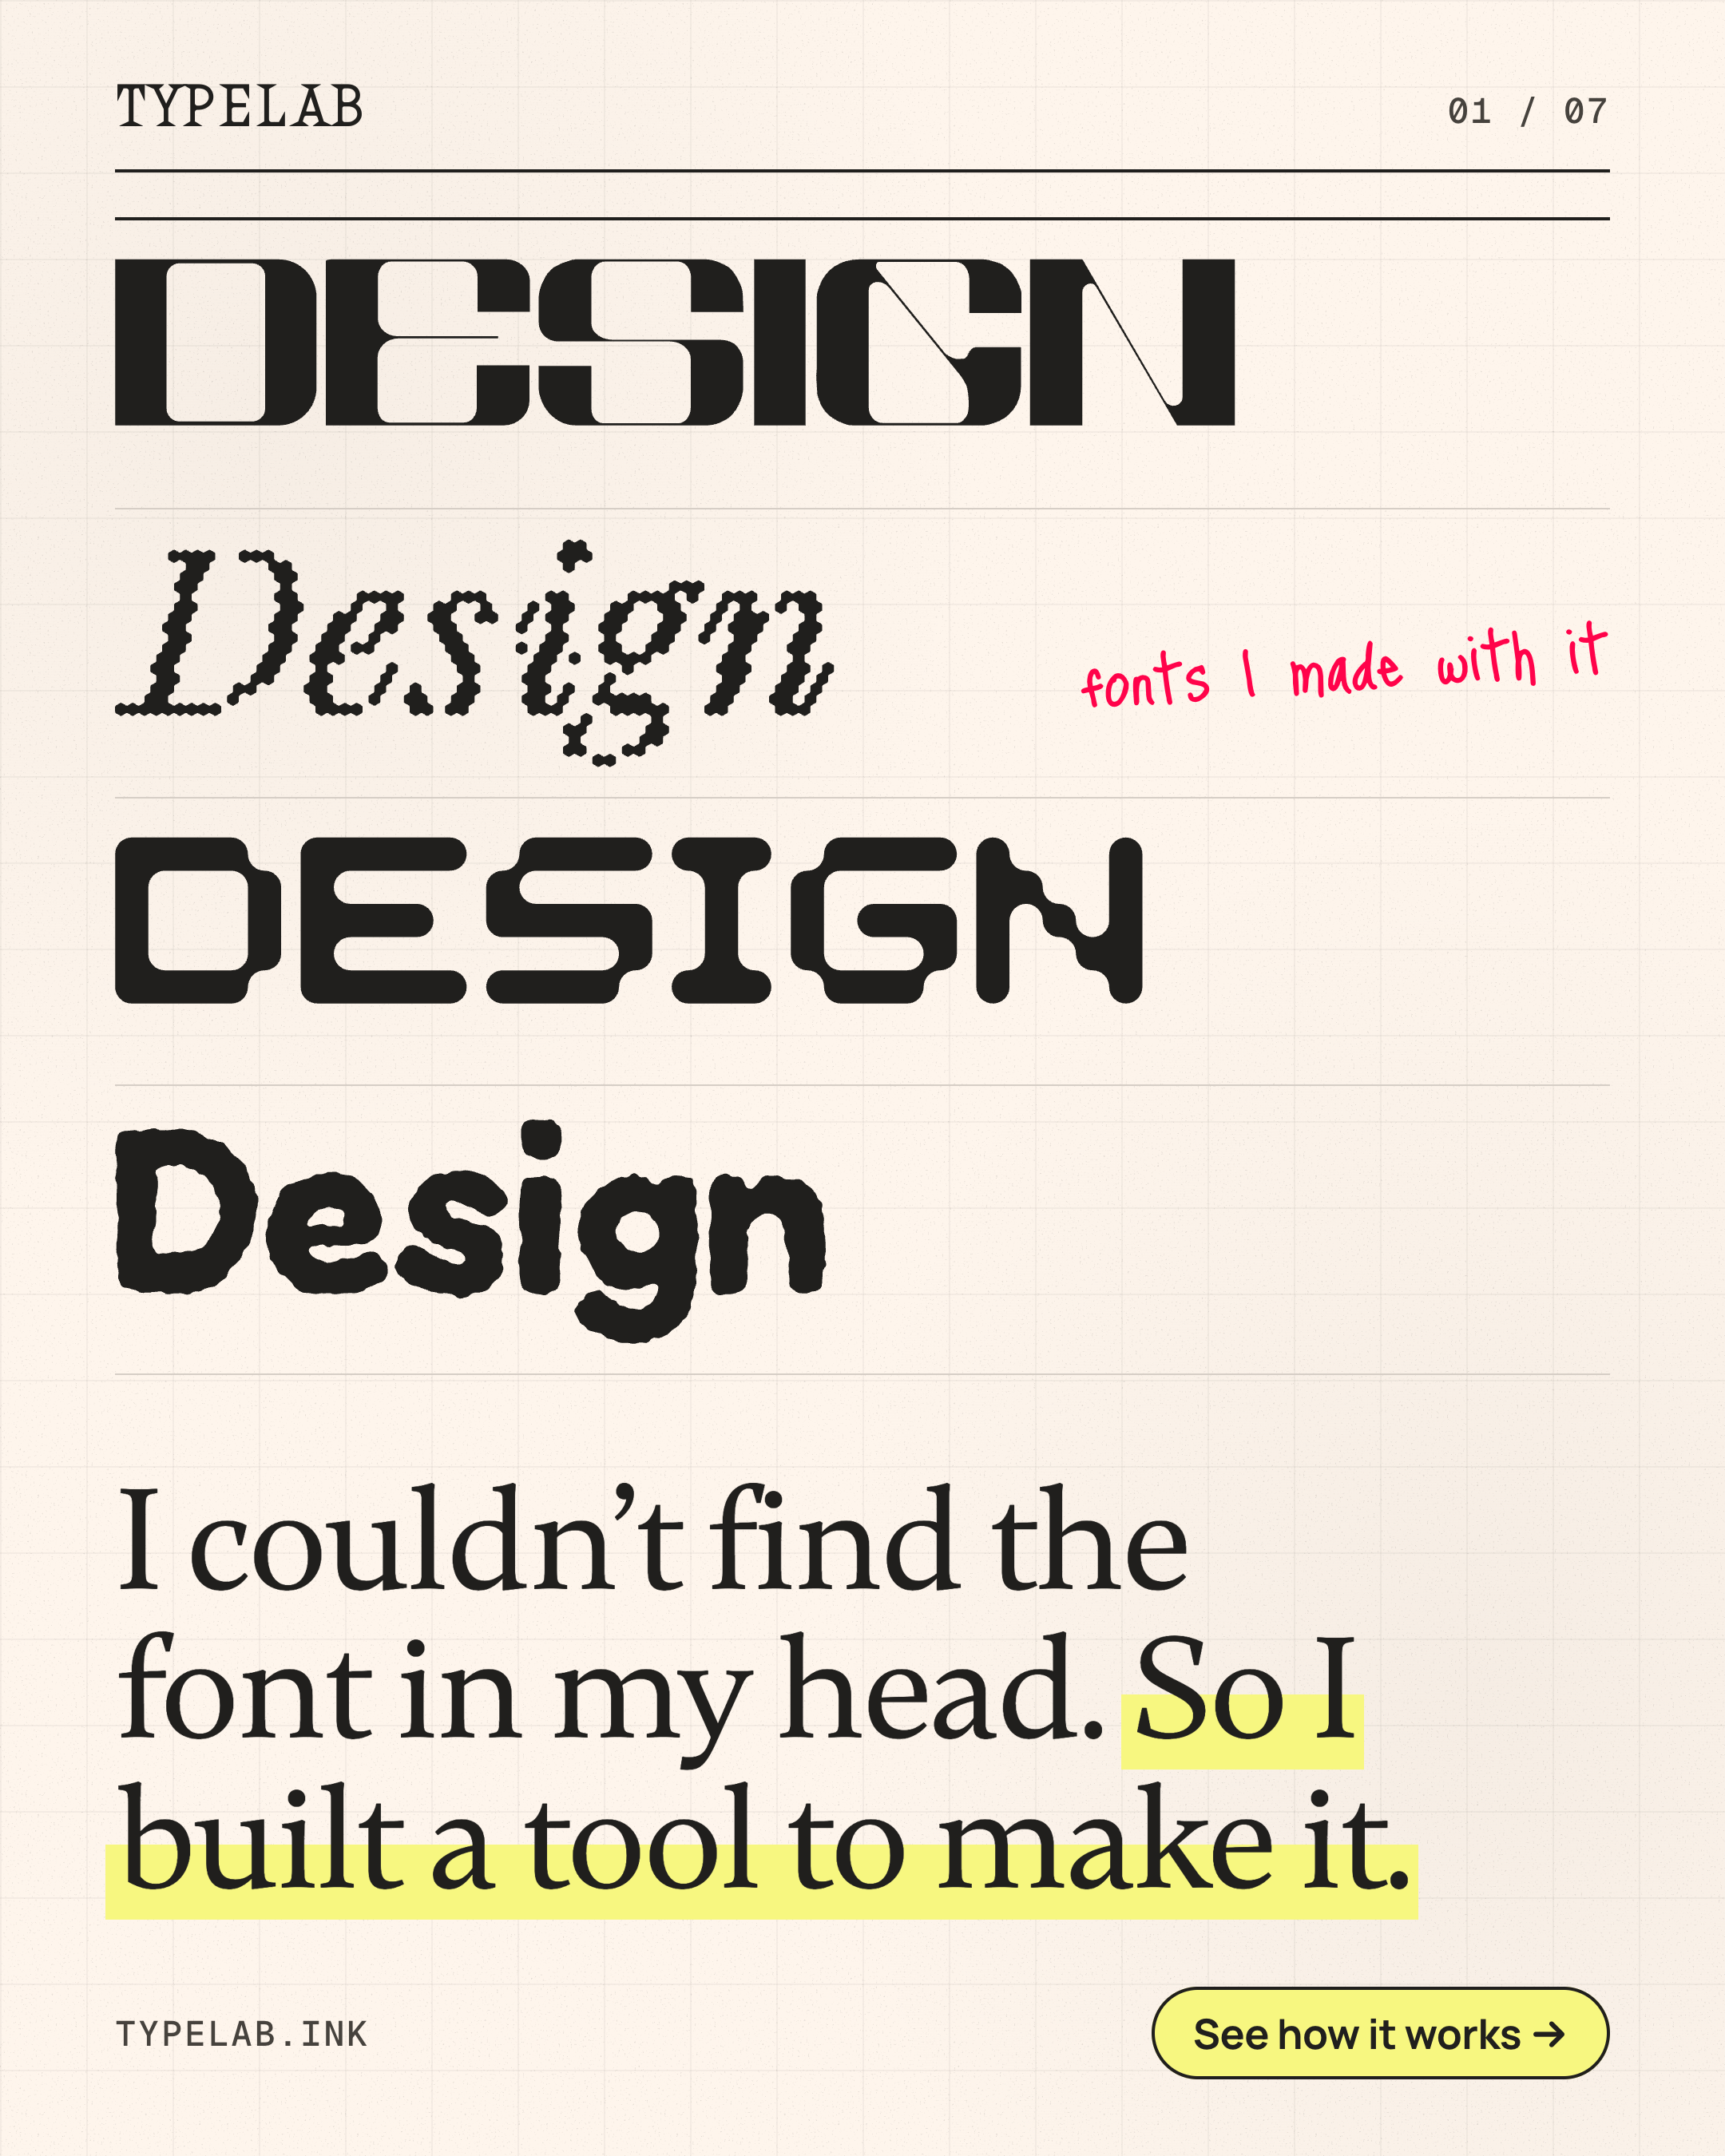 TYPELAB
01 / 07
DESIGN
Design
fonts I made with it
DESIGN
Design
I couldn’t find the
font in my head. So I
built a tool to make it.
TYPELAB.INK
See how it works →